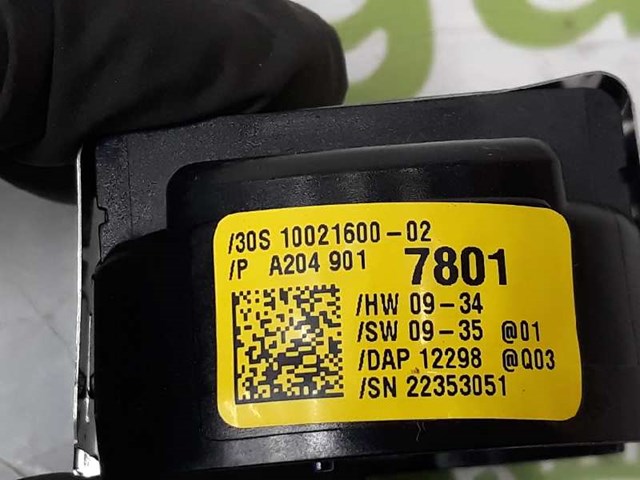 /30S 10021600-02
/P A204 901 7801
/HW 09-34
/SW 09-35 @01
/DAP 12298 @Q03
/SN 22353051